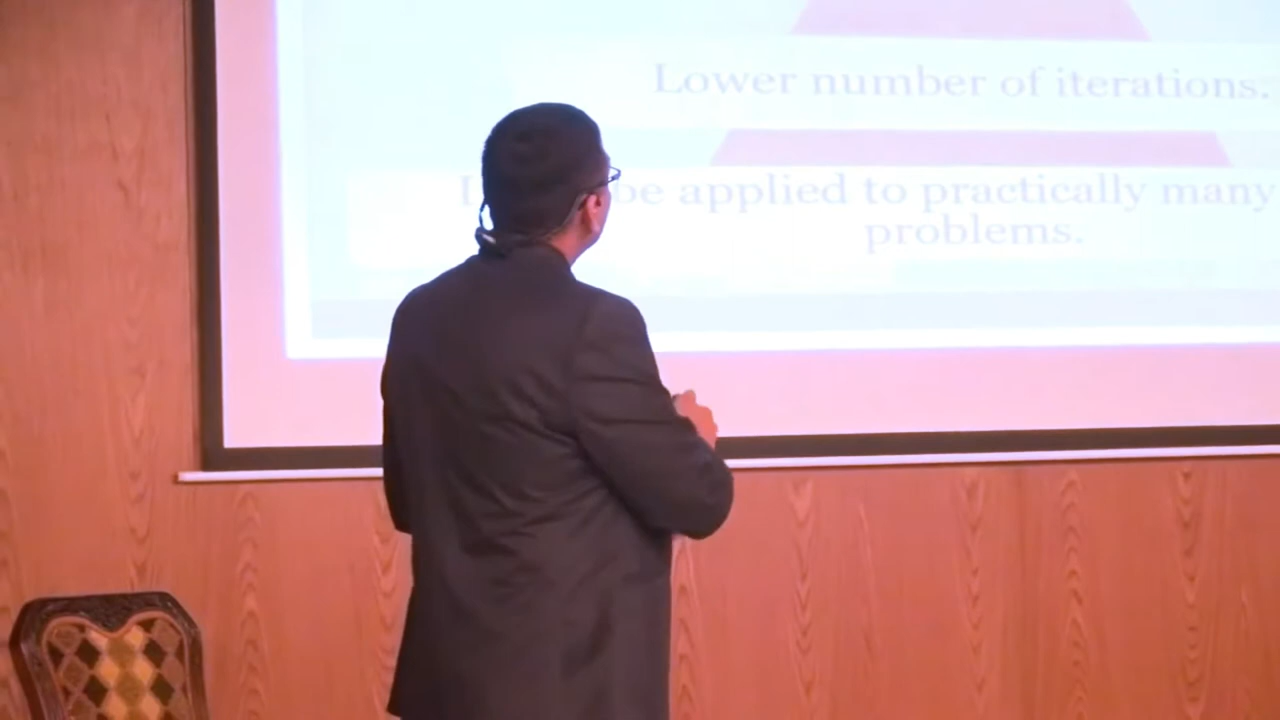 Lower number of iterations.
be applied to practically many
problems.